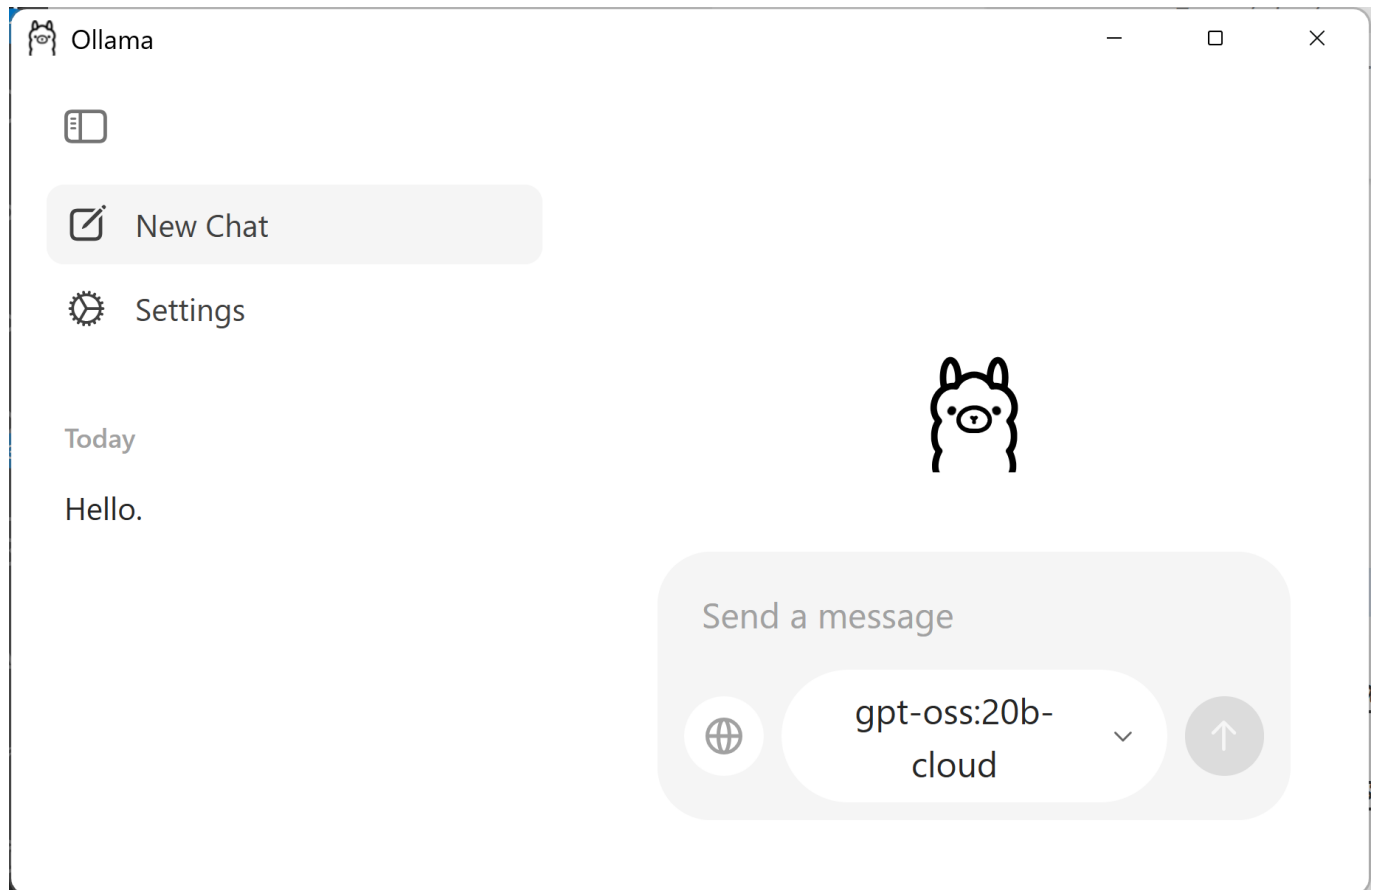 Ollama
New Chat
Settings
Today
Hello.
Send a message
gpt-oss:20b-
cloud